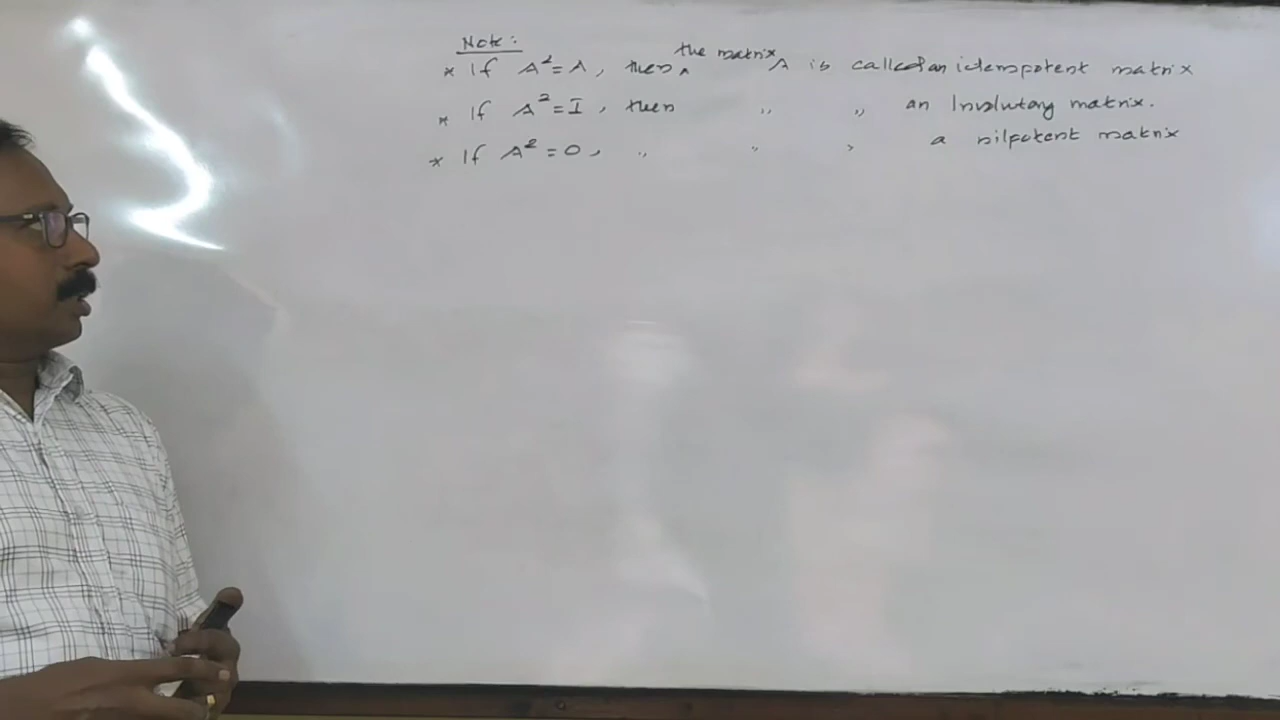 Note:
* If A² = A, then the matrix A is called an idempotent matrix
* If A² = I, then ,, ,, an Involutary matrix.
* If A² = 0, ,, ,, , a nilpotent matrix